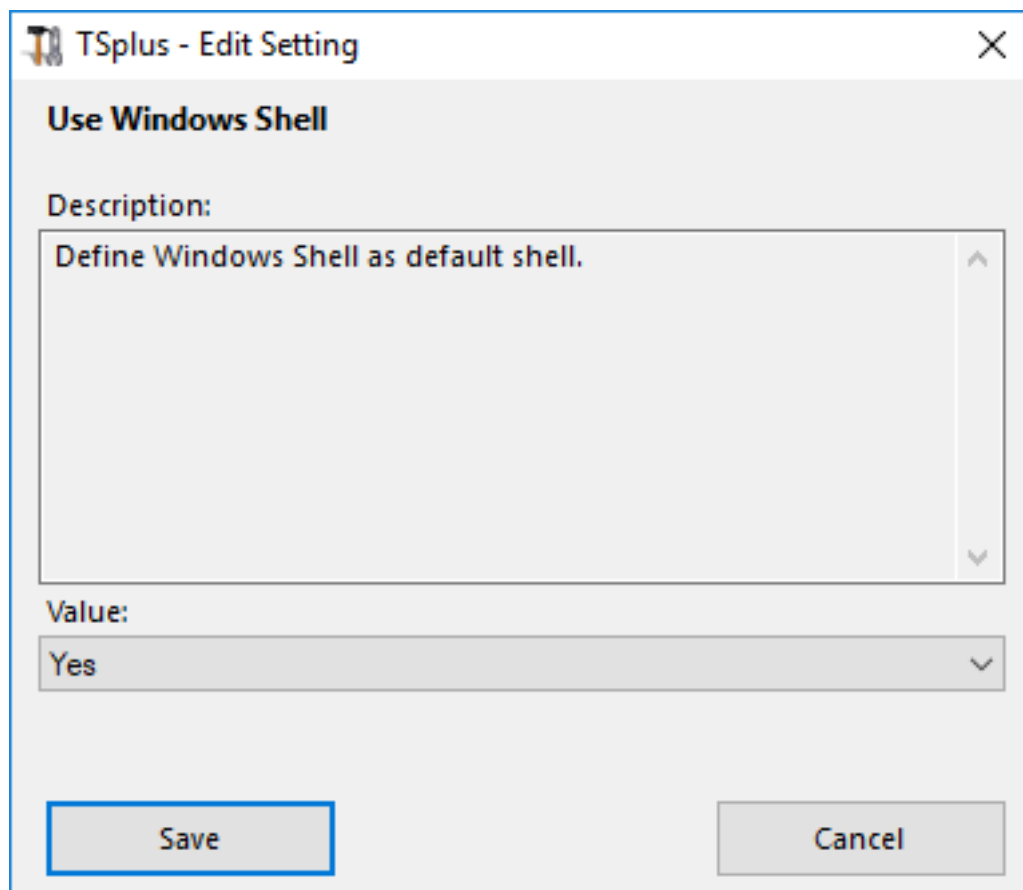 TSplus - Edit Setting
Use Windows Shell
Description:
Define Windows Shell as default shell.
Value:
Yes
Save
Cancel